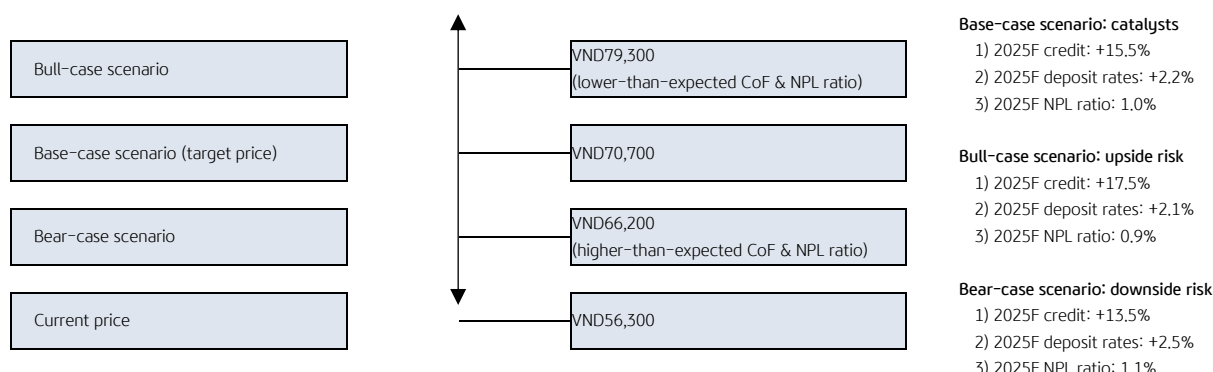 Bull-case scenario
VND79,300
(lower-than-expected CoF & NPL ratio)
Base-case scenario (target price)
VND70,700
Bear-case scenario
VND66,200
(higher-than-expected CoF & NPL ratio)
Current price
VND56,300
Base-case scenario: catalysts
1) 2025F credit: +15.5%
2) 2025F deposit rates: +2.2%
3) 2025F NPL ratio: 1.0%
Bull-case scenario: upside risk
1) 2025F credit: +17.5%
2) 2025F deposit rates: +2.1%
3) 2025F NPL ratio: 0.9%
Bear-case scenario: downside risk
1) 2025F credit: +13.5%
2) 2025F deposit rates: +2.5%
3) 2025F NPL ratio: 1.1%